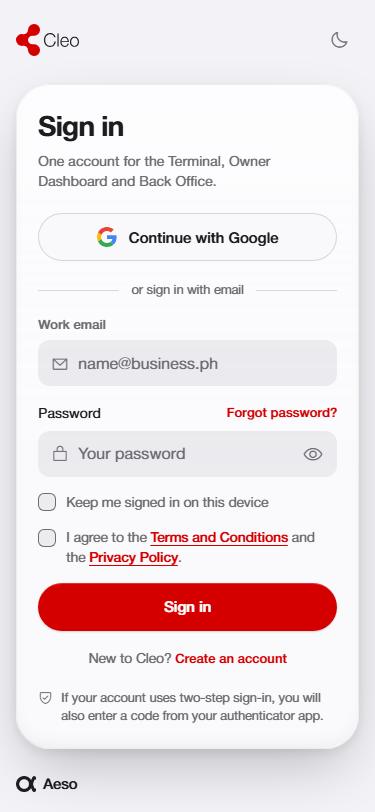 Cleo
Sign in
One account for the Terminal, Owner
Dashboard and Back Office.
Continue with Google
or sign in with email
Work email
name@business.ph
Password
Forgot password?
Your password
Keep me signed in on this device
I agree to the Terms and Conditions and
the Privacy Policy.
Sign in
New to Cleo? Create an account
If your account uses two-step sign-in, you will
also enter a code from your authenticator app.
Aeso